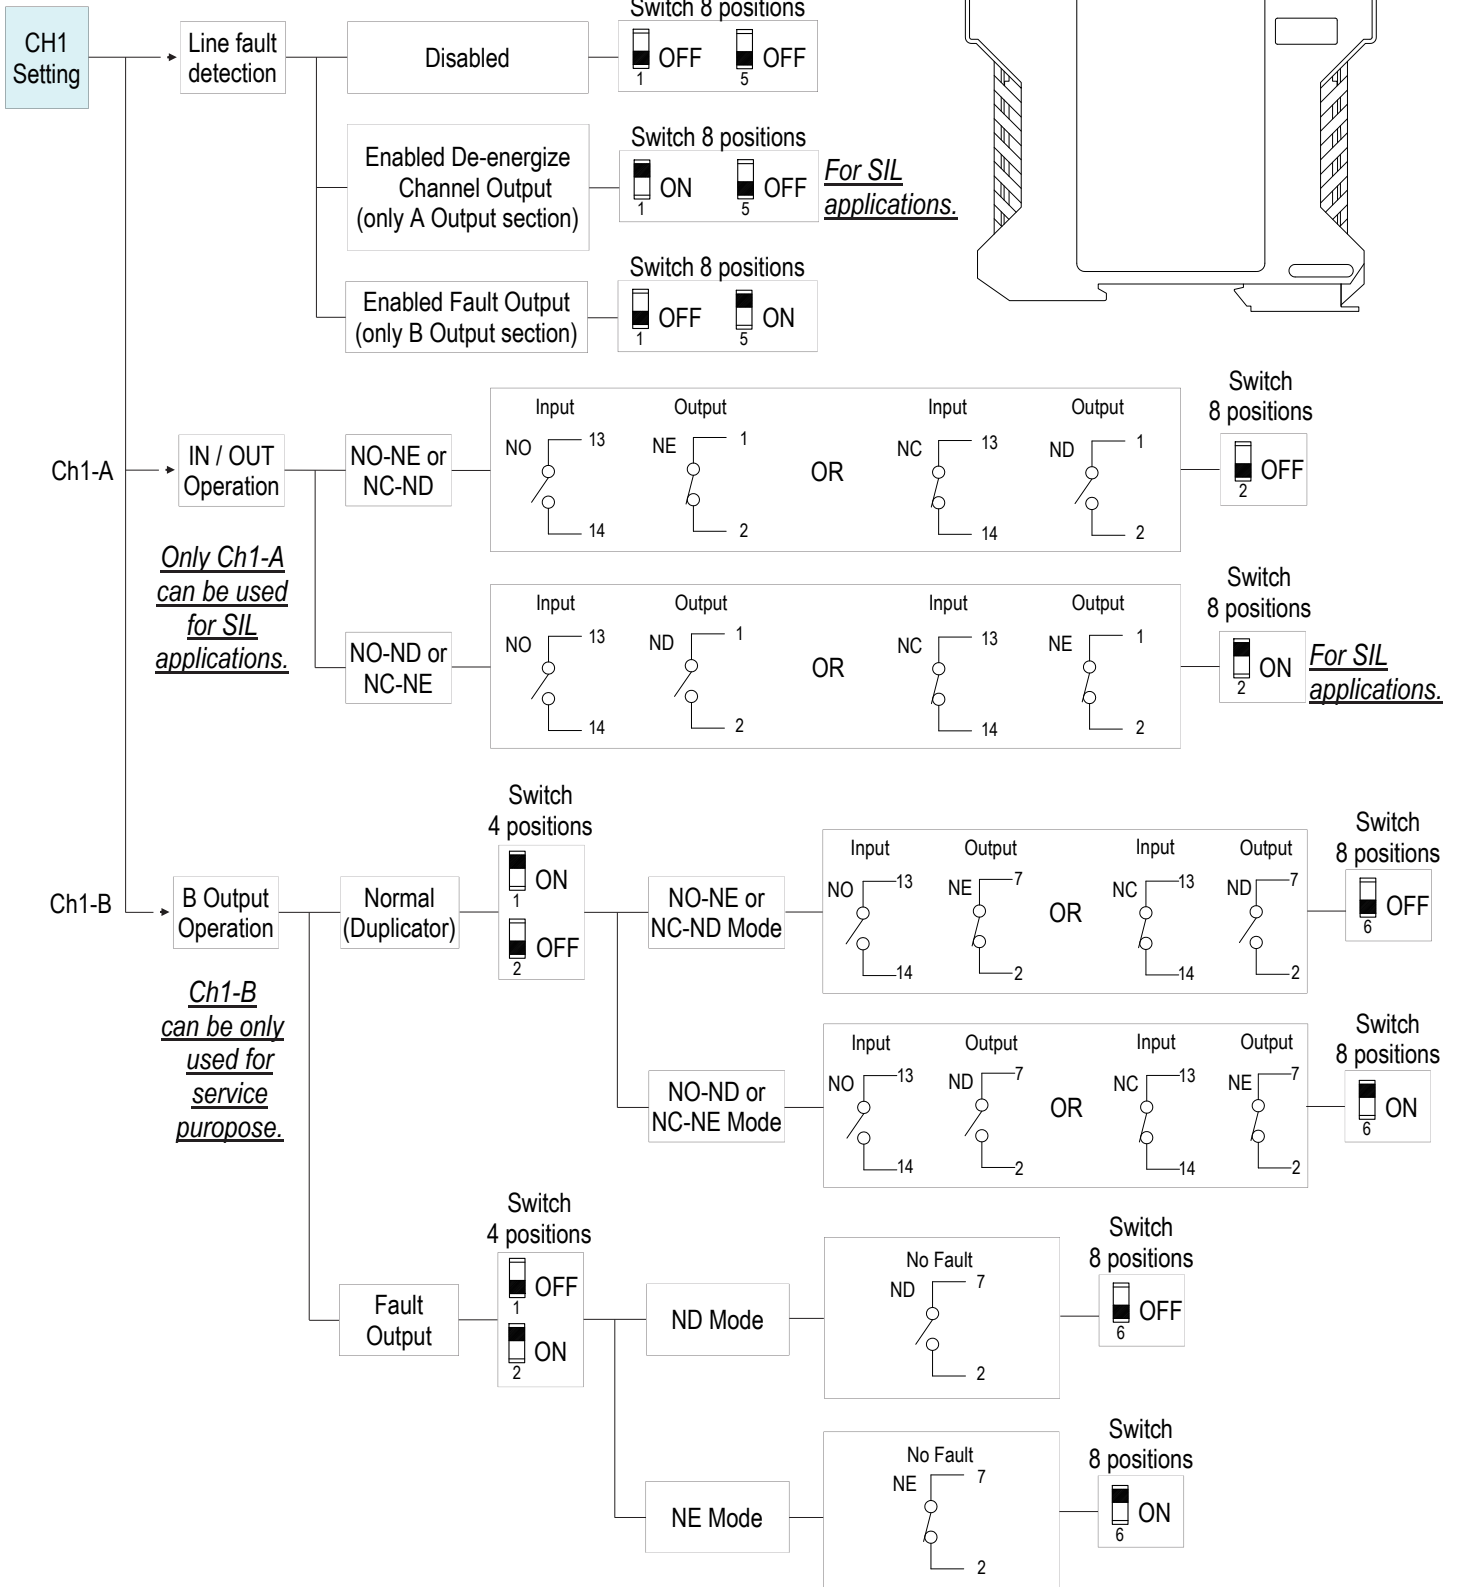 Switch 8 positions
CH1
Setting
Line fault
detection
Disabled
OFF
1
OFF
5
Switch 8 positions
Enabled De-energize
Channel Output
(only A Output section)
ON
1
OFF
5
For SIL
applications.
Switch 8 positions
Enabled Fault Output
(only B Output section)
OFF
1
ON
5
Ch1-A
IN / OUT
Operation
Only Ch1-A
can be used
for SIL
applications.
NO-NE or
NC-ND
Input
NO
13
14
Output
NE
1
2
OR
Input
NC
13
14
Output
ND
1
2
Switch
8 positions
OFF
2
NO-ND or
NC-NE
Input
NO
13
14
Output
ND
1
2
OR
Input
NC
13
14
Output
NE
1
2
Switch
8 positions
ON
2
For SIL
applications.
Ch1-B
B Output
Operation
Ch1-B
can be only
used for
service
puropose.
Normal
(Duplicator)
Switch
4 positions
ON
1
OFF
2
NO-NE or
NC-ND Mode
Input
NO
13
14
Output
NE
7
2
OR
Input
NC
13
14
Output
ND
7
2
Switch
8 positions
OFF
6
NO-ND or
NC-NE Mode
Input
NO
13
14
Output
ND
7
2
OR
Input
NC
13
14
Output
NE
7
2
Switch
8 positions
ON
6
Fault
Output
Switch
4 positions
OFF
1
ON
2
ND Mode
No Fault
ND
7
2
Switch
8 positions
OFF
6
NE Mode
No Fault
NE
7
2
Switch
8 positions
ON
6